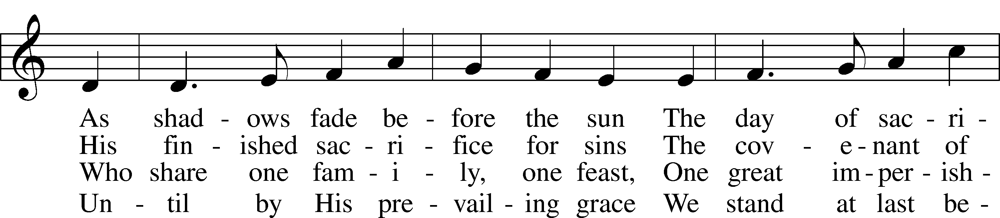 As shad - ows fade be - fore the sun The day of sac - ri -
His fin - ished sac - ri - fice for sins The cov - e - nant of
Who share one fam - i - ly, one feast, One great im - per - ish -
Un - til by His pre - vail - ing grace We stand at last be -